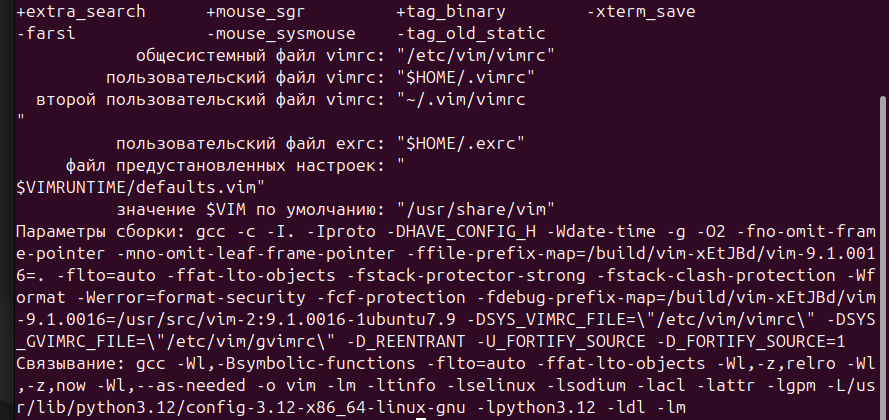 +extra_search      +mouse_sgr         +tag_binary        -xterm_save
-farsi             -mouse_sysmouse    -tag_old_static
            общесистемный файл vimrc: "/etc/vim/vimrc"
         пользовательский файл vimrc: "$HOME/.vimrc"
  второй пользовательский файл vimrc: "~/.vim/vimrc
"
          пользовательский файл exrc: "$HOME/.exrc"
     файл предустановленных настроек: "
$VIMRUNTIME/defaults.vim"
          значение $VIM по умолчанию: "/usr/share/vim"
Параметры сборки: gcc -c -I. -Iproto -DHAVE_CONFIG_H -Wdate-time -g -O2 -fno-omit-fram
e-pointer -mno-omit-leaf-frame-pointer -ffile-prefix-map=/build/vim-xEtJBd/vim-9.1.001
6=. -flto=auto -ffat-lto-objects -fstack-protector-strong -fstack-clash-protection -Wf
ormat -Werror=format-security -fcf-protection -fdebug-prefix-map=/build/vim-xEtJBd/vim
-9.1.0016=/usr/src/vim-2:9.1.0016-1ubuntu7.9 -DSYS_VIMRC_FILE=\"/etc/vim/vimrc\" -DSYS
_GVIMRC_FILE=\"/etc/vim/gvimrc\" -D_REENTRANT -U_FORTIFY_SOURCE -D_FORTIFY_SOURCE=1
Связывание: gcc -Wl,-Bsymbolic-functions -flto=auto -ffat-lto-objects -Wl,-z,relro -Wl
,-z,now -Wl,--as-needed -o vim -lm -ltinfo -lselinux -lsodium -lacl -lattr -lgpm -L/us
r/lib/python3.12/config-3.12-x86_64-linux-gnu -lpython3.12 -ldl -lm